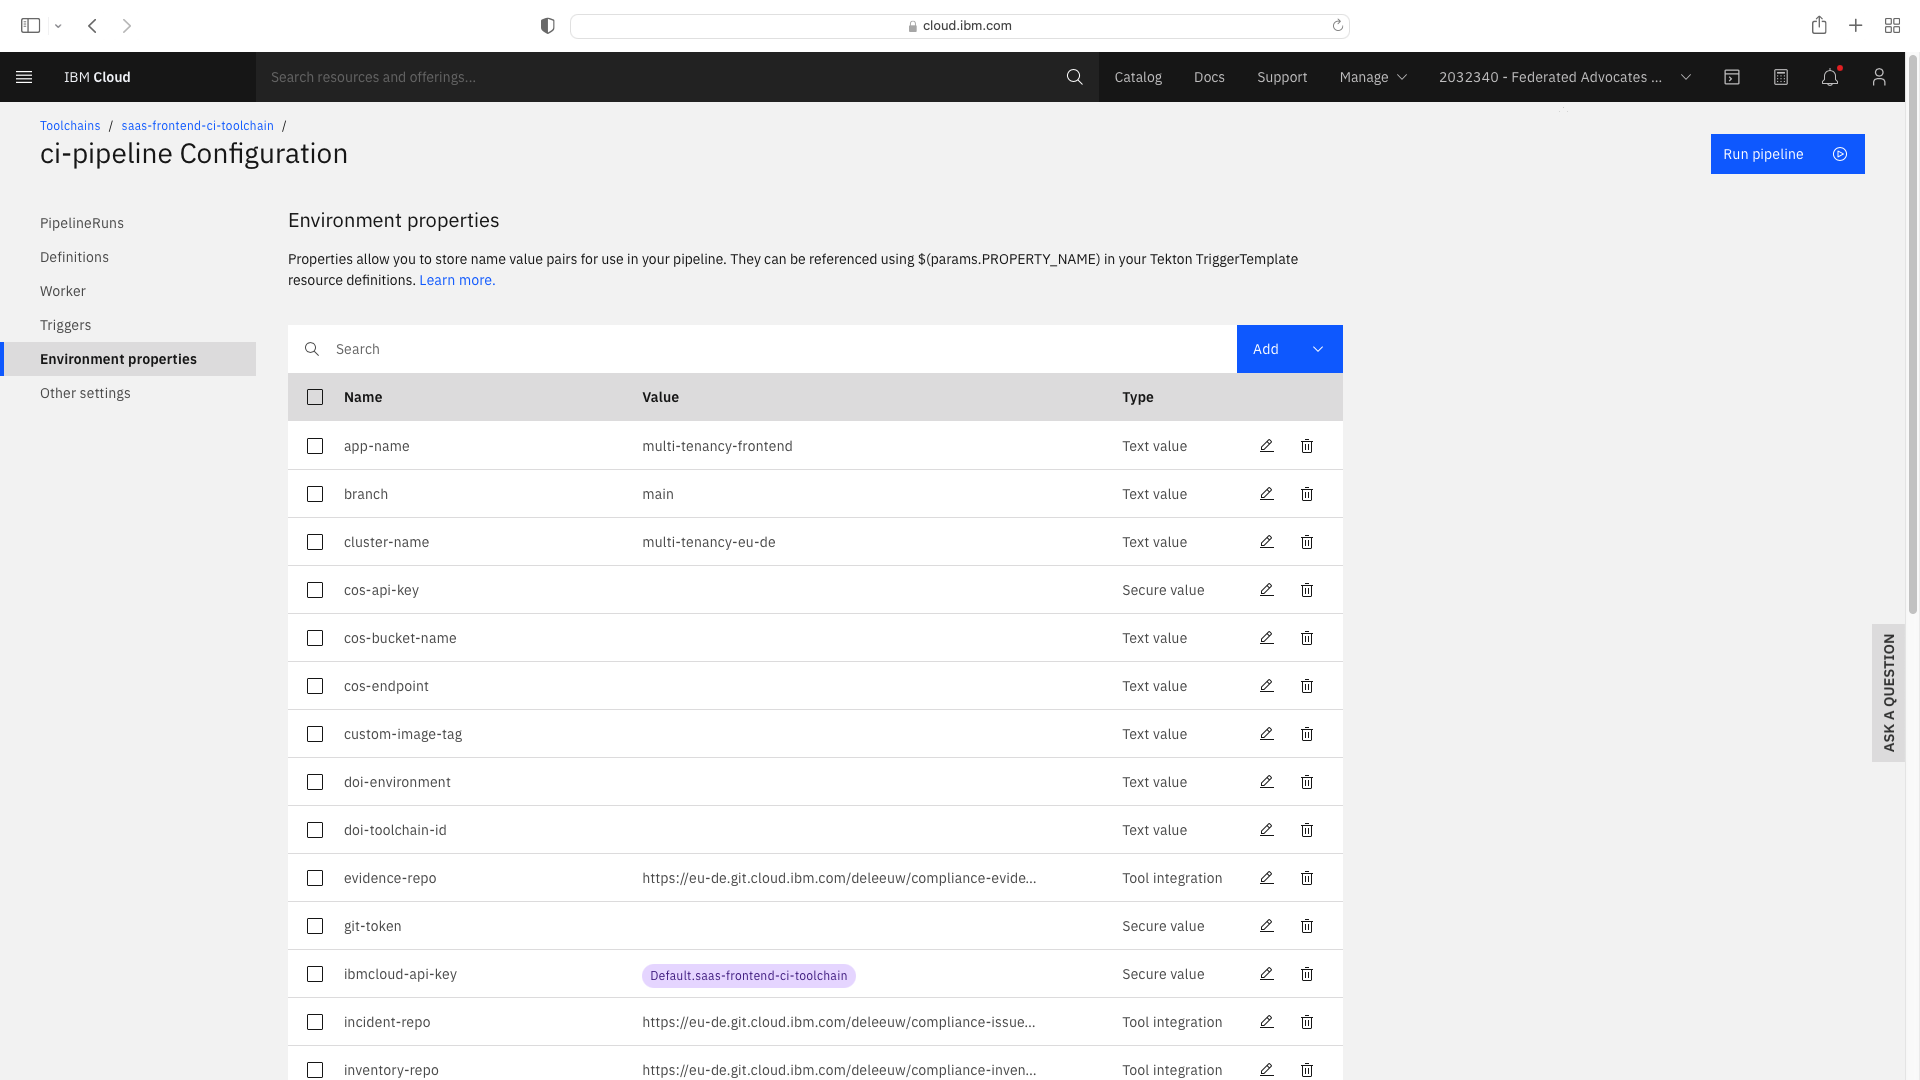 cloud.ibm.com
IBM Cloud
Search resources and offerings...
Catalog
Docs
Support
Manage
2032340 - Federated Advocates ...
Toolchains / saas-frontend-ci-toolchain /
ci-pipeline Configuration
Run pipeline
PipelineRuns
Definitions
Worker
Triggers
Environment properties
Other settings
Environment properties
Properties allow you to store name value pairs for use in your pipeline. They can be referenced using $(params.PROPERTY_NAME) in your Tekton TriggerTemplate
resource definitions. Learn more.
Search
Add
Name Value Type
app-name multi-tenancy-frontend Text value
branch main Text value
cluster-name multi-tenancy-eu-de Text value
cos-api-key Secure value
cos-bucket-name Text value
cos-endpoint Text value
custom-image-tag Text value
doi-environment Text value
doi-toolchain-id Text value
evidence-repo https://eu-de.git.cloud.ibm.com/deleeuw/compliance-evide... Tool integration
git-token Secure value
ibmcloud-api-key Default.saas-frontend-ci-toolchain Secure value
incident-repo https://eu-de.git.cloud.ibm.com/deleeuw/compliance-issue... Tool integration
inventory-repo https://eu-de.git.cloud.ibm.com/deleeuw/compliance-inven... Tool integration
ASK A QUESTION